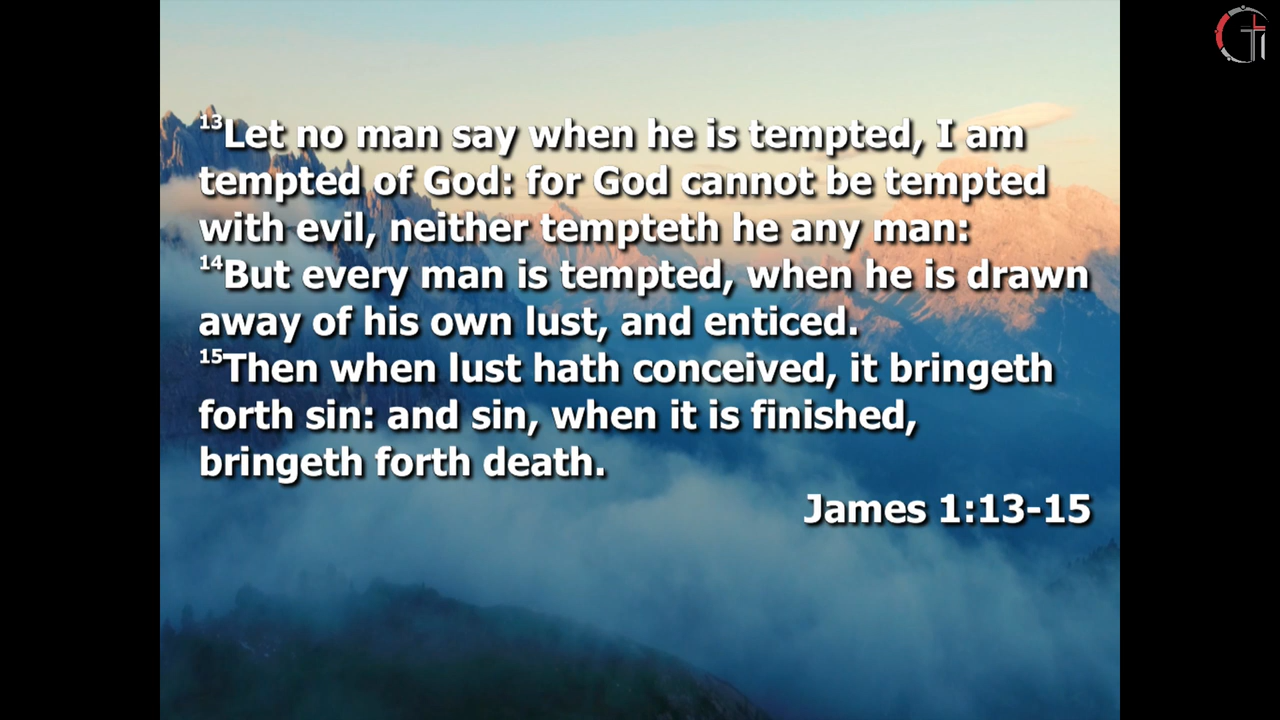 13Let no man say when he is tempted, I am
tempted of God: for God cannot be tempted
with evil, neither tempteth he any man:
14But every man is tempted, when he is drawn
away of his own lust, and enticed.
15Then when lust hath conceived, it bringeth
forth sin: and sin, when it is finished,
bringeth forth death.
James 1:13-15